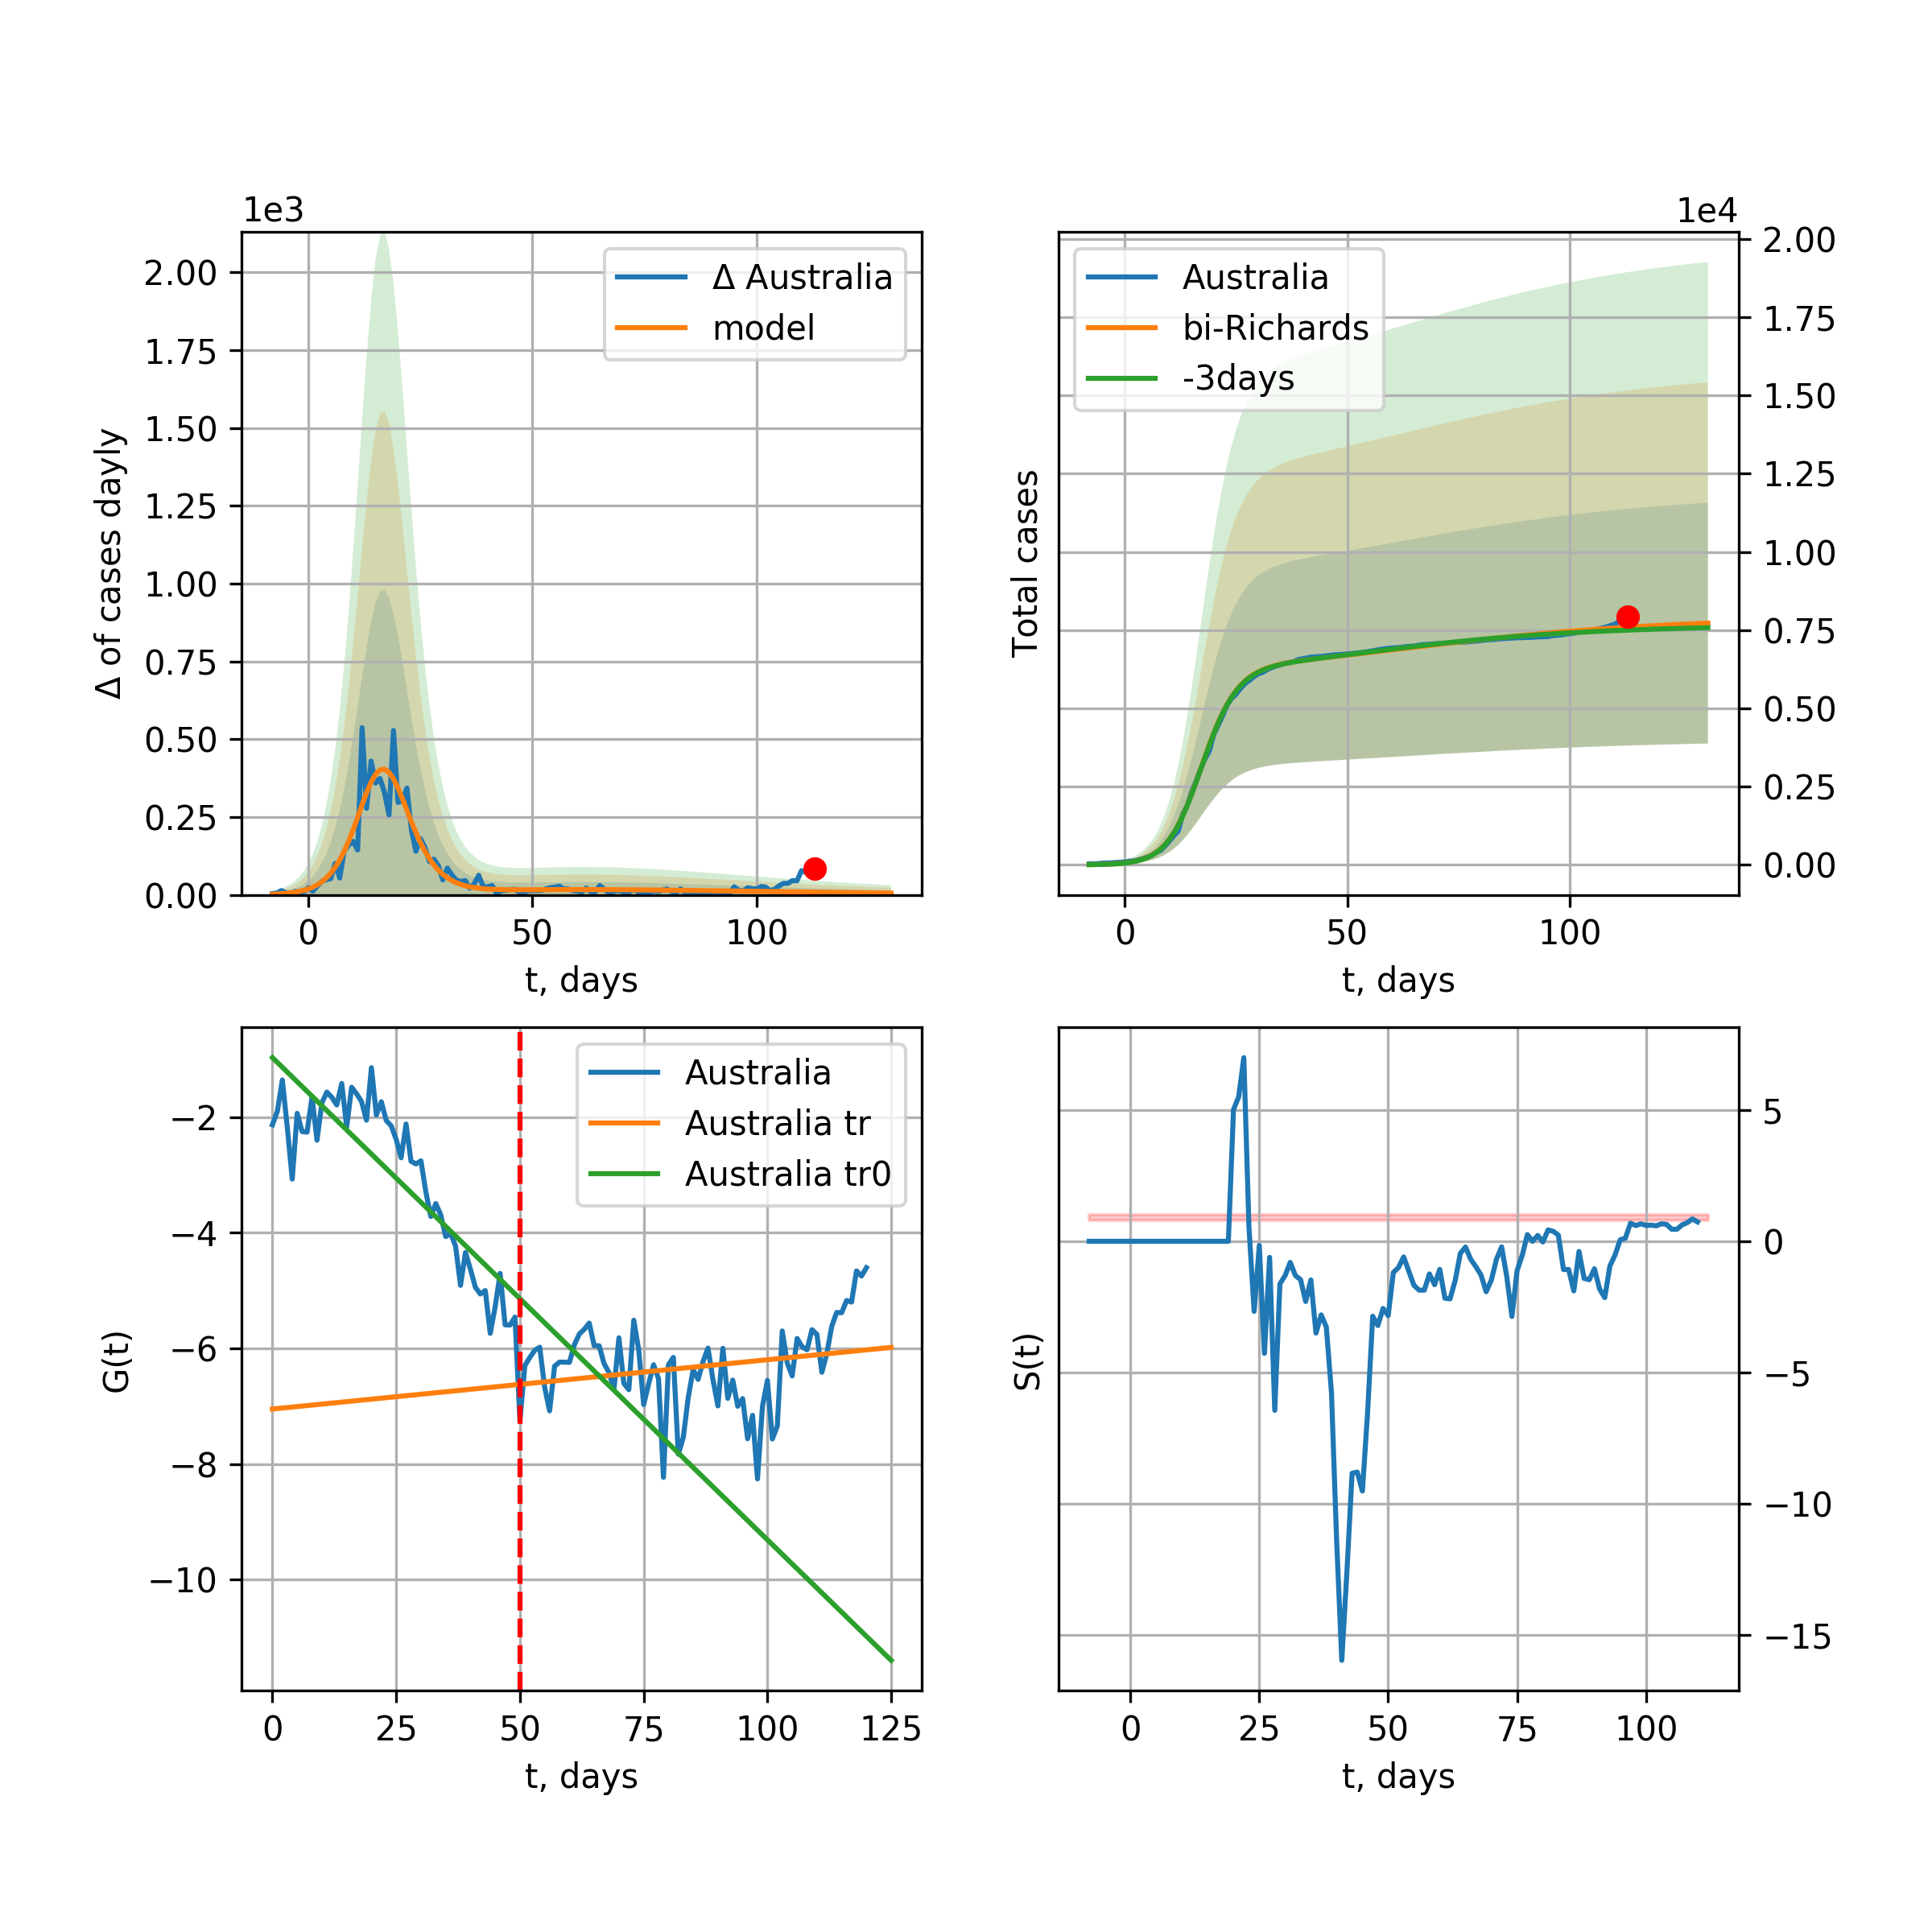 1e3
Δ of cases dayly
2.00
1.75
1.50
1.25
1.00
0.75
0.50
0.25
0.00
Δ Australia
model
0 50 100
t, days
1e4
Total cases
Australia
bi-Richards
-3days
2.00
1.75
1.50
1.25
1.00
0.75
0.50
0.25
0.00
0 50 100
t, days
G(t)
−2
−4
−6
−8
−10
Australia
Australia tr
Australia tr0
0 25 50 75 100 125
t, days
S(t)
5
0
−5
−10
−15
0 25 50 75 100
t, days